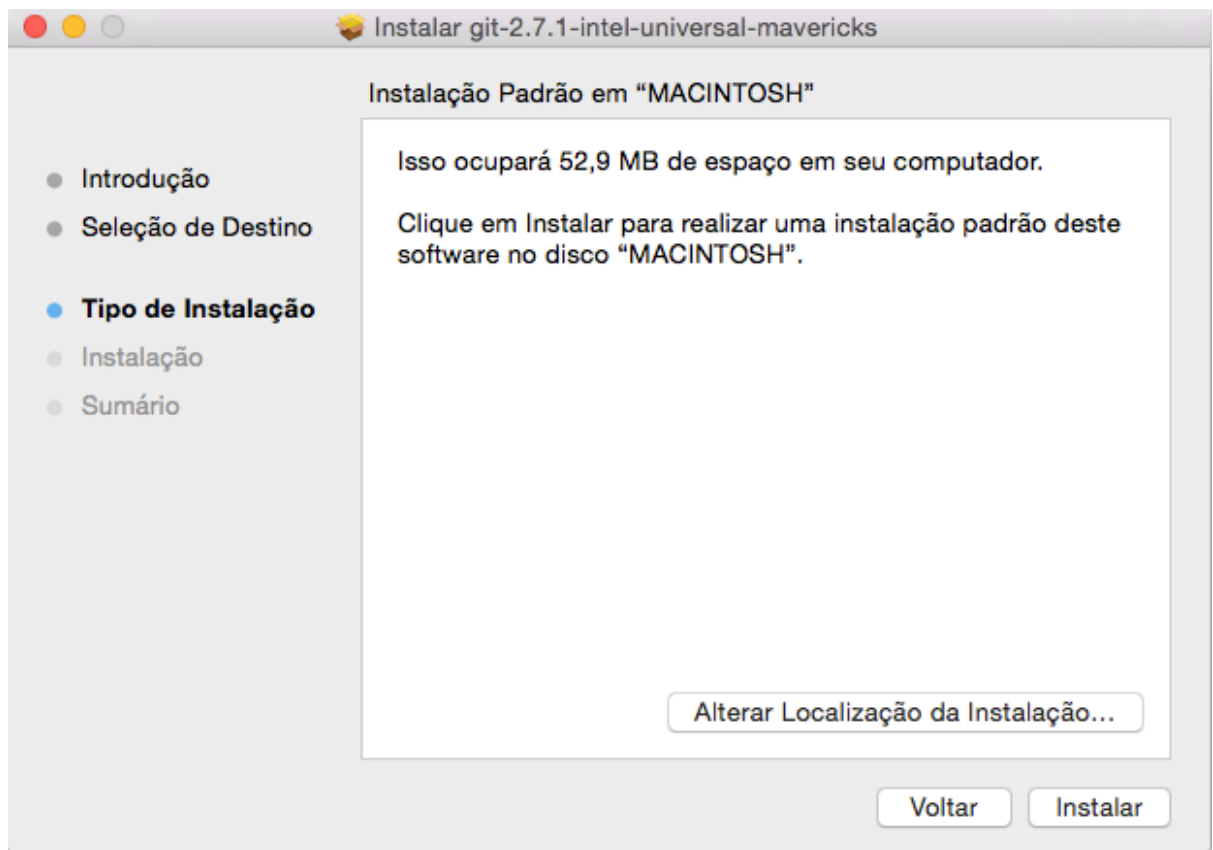 Instalar git-2.7.1-intel-universal-mavericks
Instalação Padrão em “MACINTOSH”
Introdução
Seleção de Destino
Tipo de Instalação
Instalação
Sumário
Isso ocupará 52,9 MB de espaço em seu computador.
Clique em Instalar para realizar uma instalação padrão deste
software no disco “MACINTOSH”.
Alterar Localização da Instalação...
Voltar
Instalar